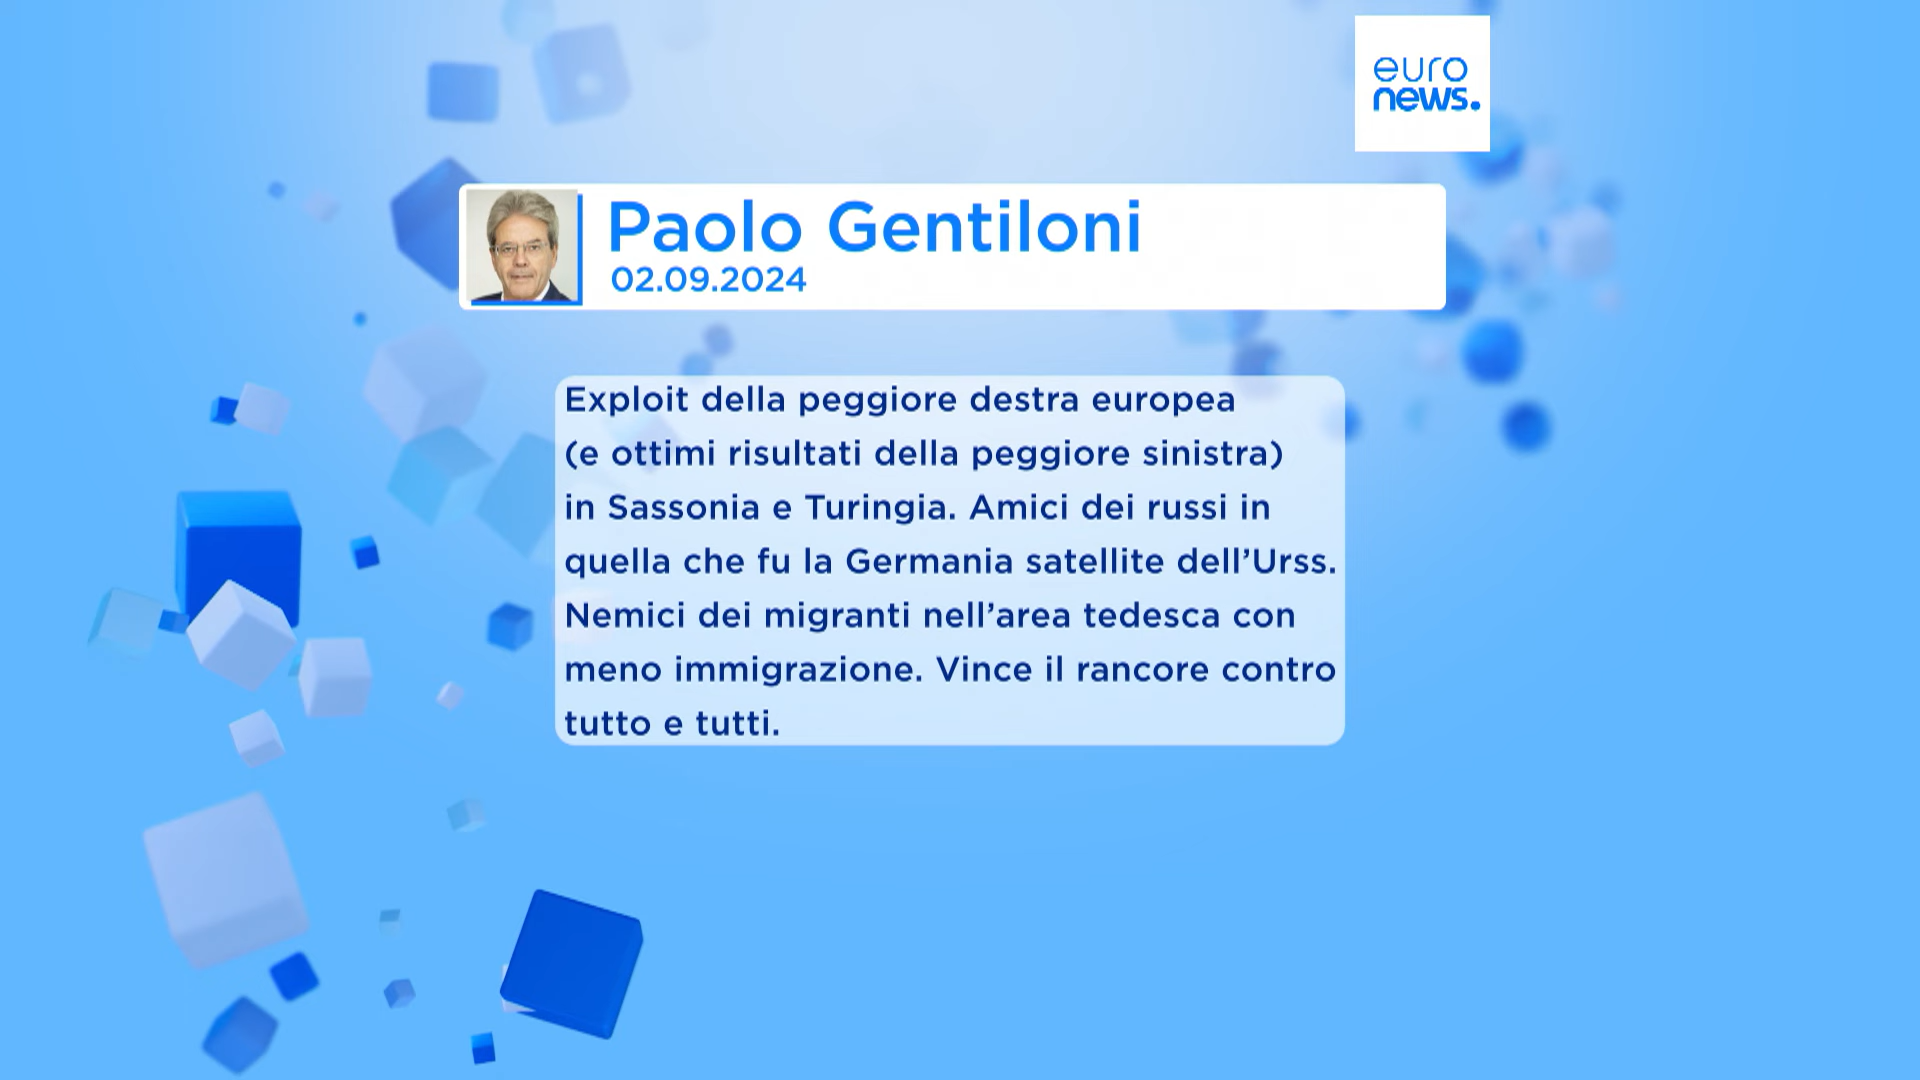 euro
news.
Paolo Gentiloni
02.09.2024
Exploit della peggiore destra europea
(e ottimi risultati della peggiore sinistra)
in Sassonia e Turingia. Amici dei russi in
quella che fu la Germania satellite dell’Urss.
Nemici dei migranti nell’area tedesca con
meno immigrazione. Vince il rancore contro
tutto e tutti.